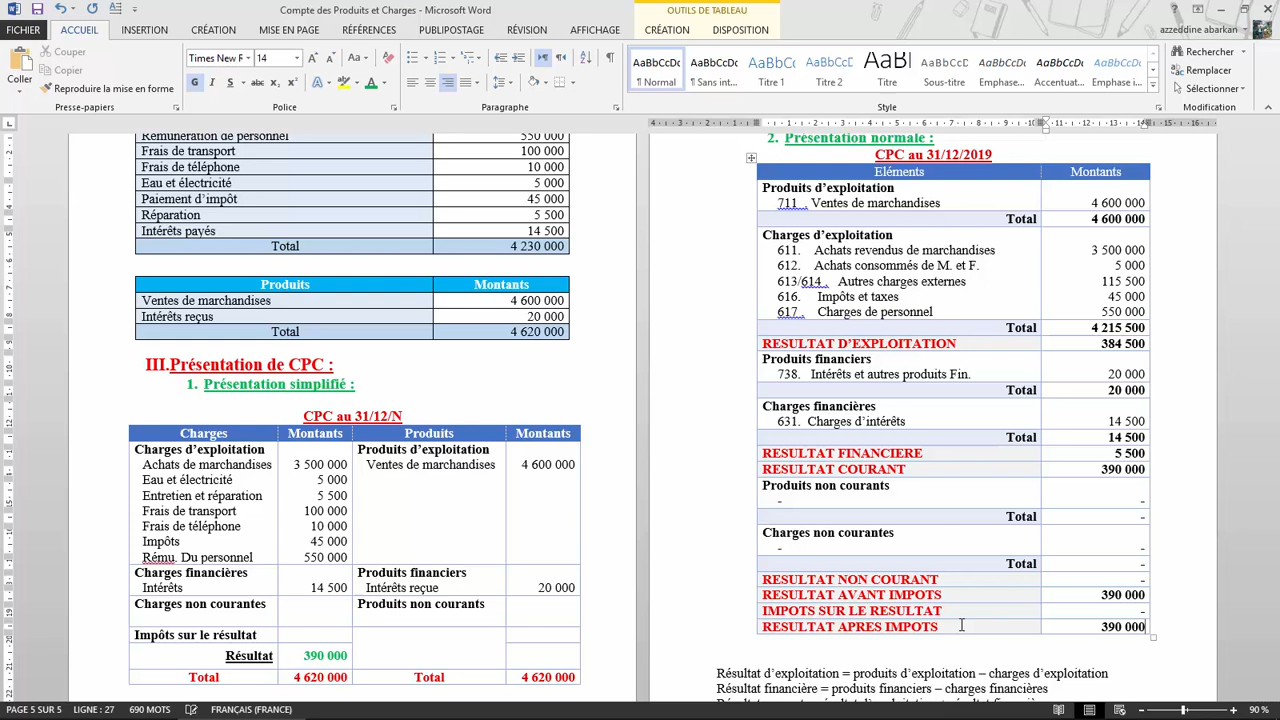 Compte des Produits et Charges - Microsoft Word
OUTILS DE TABLEAU
FICHIER ACCUEIL INSERTION CRÉATION MISE EN PAGE RÉFÉRENCES PUBLIPOSTAGE RÉVISION AFFICHAGE CRÉATION DISPOSITION
azzeddine abarkan
Coller
Couper
Copier
Reproduire la mise en forme
Presse-papiers
Times New F 14
Police
Paragraphe
AaBbCcDc AaBbCcDc AaBbCc AaBbCcC AaBl AaBbCcC AaBbCcDc AaBbCcDc AaBbCcDc
¶ Normal ¶ Sans int... Titre 1 Titre 2 Titre Sous-titre Emphase... Accentuat... Emphase i...
Style
Rechercher
Remplacer
Sélectionner
Modification
Rémunération de personnel 550 000
Frais de transport 100 000
Frais de téléphone 10 000
Eau et électricité 5 000
Paiement d’impôt 45 000
Réparation 5 500
Intérêts payés 14 500
Total 4 230 000
Produits Montants
Ventes de marchandises 4 600 000
Intérêts reçus 20 000
Total 4 620 000
III.Présentation de CPC :
1. Présentation simplifié :
CPC au 31/12/N
Charges Montants Produits Montants
Charges d’exploitation Produits d’exploitation
Achats de marchandises 3 500 000 Ventes de marchandises 4 600 000
Eau et électricité 5 000
Entretien et réparation 5 500
Frais de transport 100 000
Frais de téléphone 10 000
Impôts 45 000
Rému. Du personnel 550 000
Charges financières Produits financiers
Intérêts 14 500 Intérêts reçue 20 000
Charges non courantes Produits non courants
Impôts sur le résultat
Résultat 390 000
Total 4 620 000 Total 4 620 000
2. Présentation normale :
CPC au 31/12/2019
Eléments Montants
Produits d’exploitation
711 . Ventes de marchandises 4 600 000
Total 4 600 000
Charges d’exploitation
611. Achats revendus de marchandises 3 500 000
612. Achats consommés de M. et F. 5 000
613/614 . Autres charges externes 115 500
616. Impôts et taxes 45 000
617 . Charges de personnel 550 000
Total 4 215 500
RESULTAT D’EXPLOITATION 384 500
Produits financiers
738. Intérêts et autres produits Fin. 20 000
Total 20 000
Charges financières
631. Charges d’intérêts 14 500
Total 14 500
RESULTAT FINANCIERE 5 500
RESULTAT COURANT 390 000
Produits non courants
- -
Total -
Charges non courantes
- -
Total -
RESULTAT NON COURANT -
RESULTAT AVANT IMPOTS 390 000
IMPOTS SUR LE RESULTAT -
RESULTAT APRES IMPOTS 390 000
Résultat d’exploitation = produits d’exploitation – charges d’exploitation
Résultat financière = produits financiers – charges financières
PAGE 5 SUR 5 LIGNE : 27 690 MOTS FRANÇAIS (FRANCE) 90 %